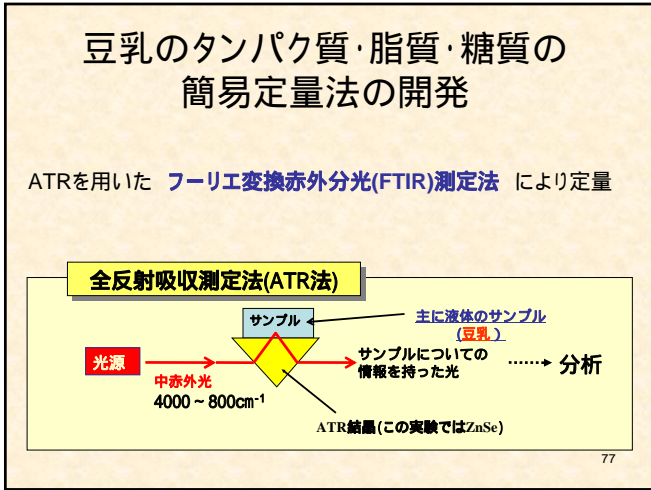 豆乳のタンパク質・脂質・糖質の
簡易定量法の開発
ATRを用いた フーリエ変換赤外分光(FTIR)測定法 により定量
全反射吸収測定法(ATR法)
サンプル
主に液体のサンプル
(豆乳)
光源
中赤外光
4000 ~ 800cm⁻¹
サンプルについての
情報を持った光
分析
ATR結晶(この実験ではZnSe)
77